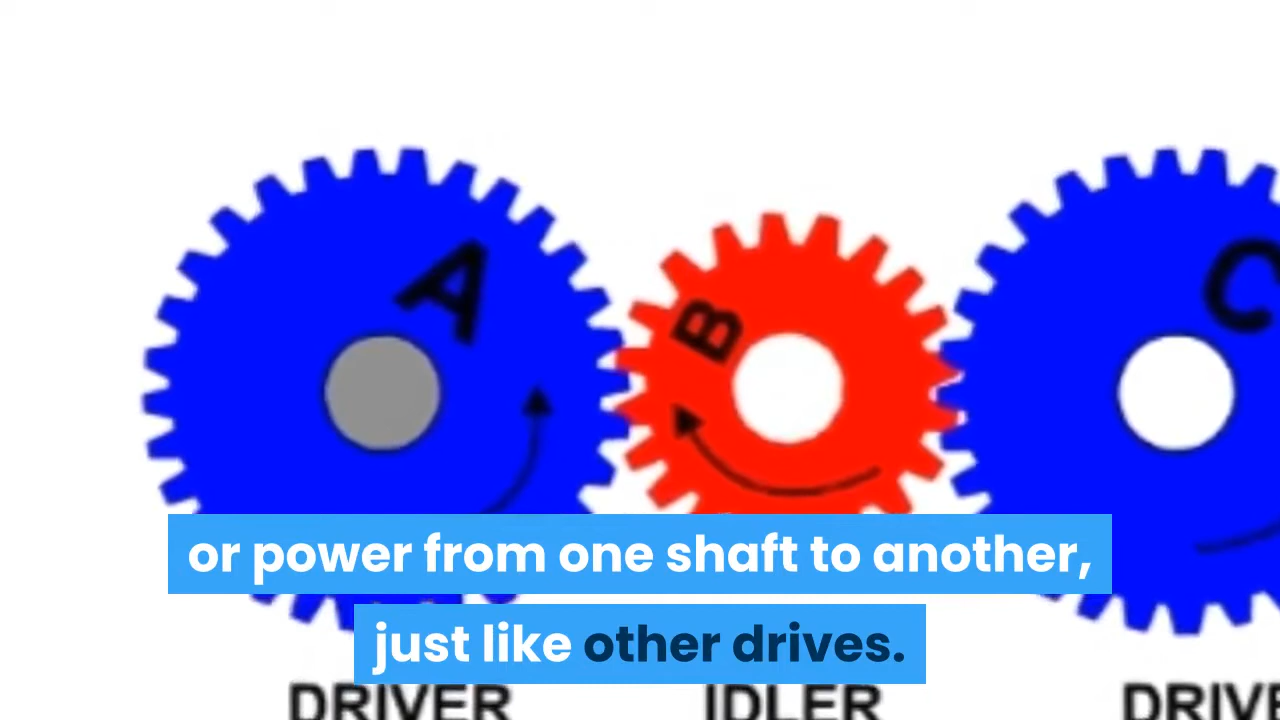 A
B
C
or power from one shaft to another,
just like other drives.
DRIVER IDLER